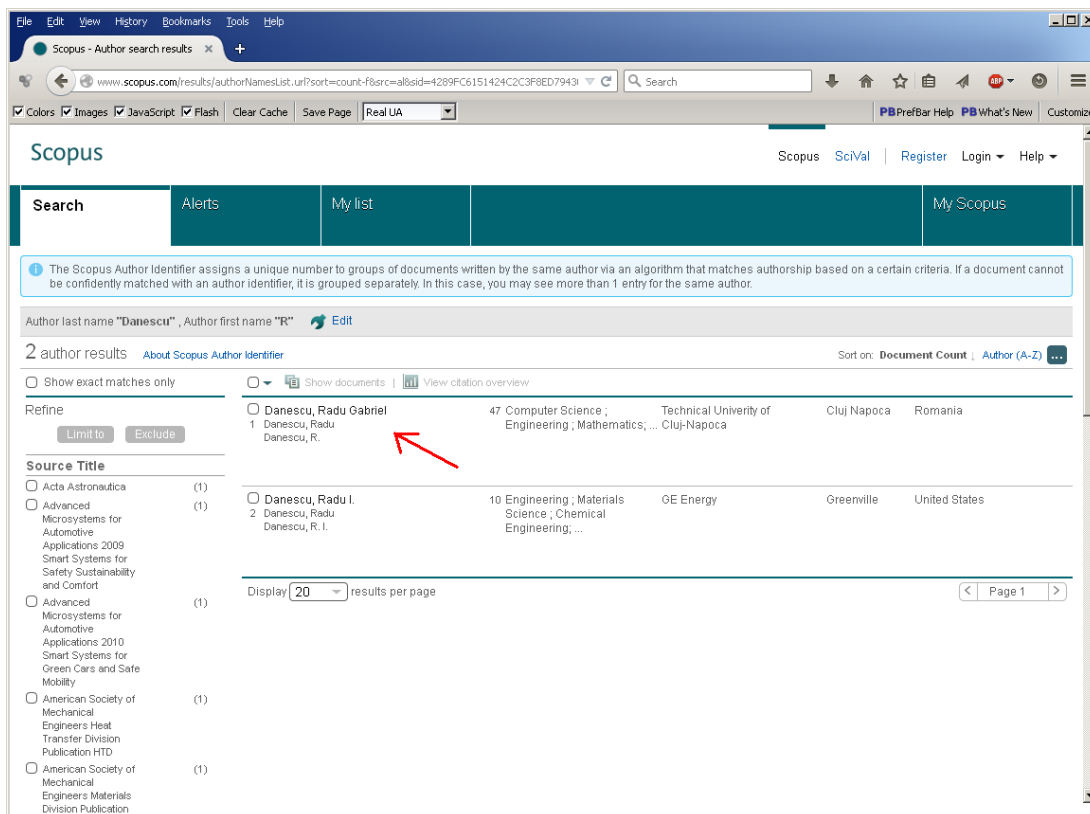 File Edit View History Bookmarks Tools Help
Scopus - Author search results × +
www.scopus.com/results/authorNamesList.url?sort=count-f&src=al&sid=4289FC6151424C2C3F8ED7943 Search
ABP
Colors Images JavaScript Flash Clear Cache Save Page Real UA PBPrefBar Help PBWhat's New Customize
Scopus
Scopus SciVal Register Login Help
Search Alerts My list My Scopus
The Scopus Author Identifier assigns a unique number to groups of documents written by the same author via an algorithm that matches authorship based on a certain criteria. If a document cannot
be confidently matched with an author identifier, it is grouped separately. In this case, you may see more than 1 entry for the same author.
Author last name "Danescu" , Author first name "R" Edit
2 author results About Scopus Author Identifier Sort on: Document Count Author (A-Z) ...
Show exact matches only
Show documents | View citation overview
Refine
Limit to Exclude
Source Title
Acta Astronautica (1)
Advanced (1)
Microsystems for
Automotive
Applications 2009
Smart Systems for
Safety Sustainability
and Comfort
Advanced (1)
Microsystems for
Automotive
Applications 2010
Smart Systems for
Green Cars and Safe
Mobility
American Society of (1)
Mechanical
Engineers Heat
Transfer Division
Publication HTD
American Society of (1)
Mechanical
Engineers Materials
Division Publication
Danescu, Radu Gabriel 47 Computer Science ; Technical Univerity of Cluj Napoca Romania
1 Danescu, Radu Engineering ; Mathematics; ... Cluj-Napoca
Danescu, R.
Danescu, Radu I. 10 Engineering ; Materials GE Energy Greenville United States
2 Danescu, Radu Science ; Chemical
Danescu, R. I. Engineering; ...
Display 20 results per page < Page 1 >